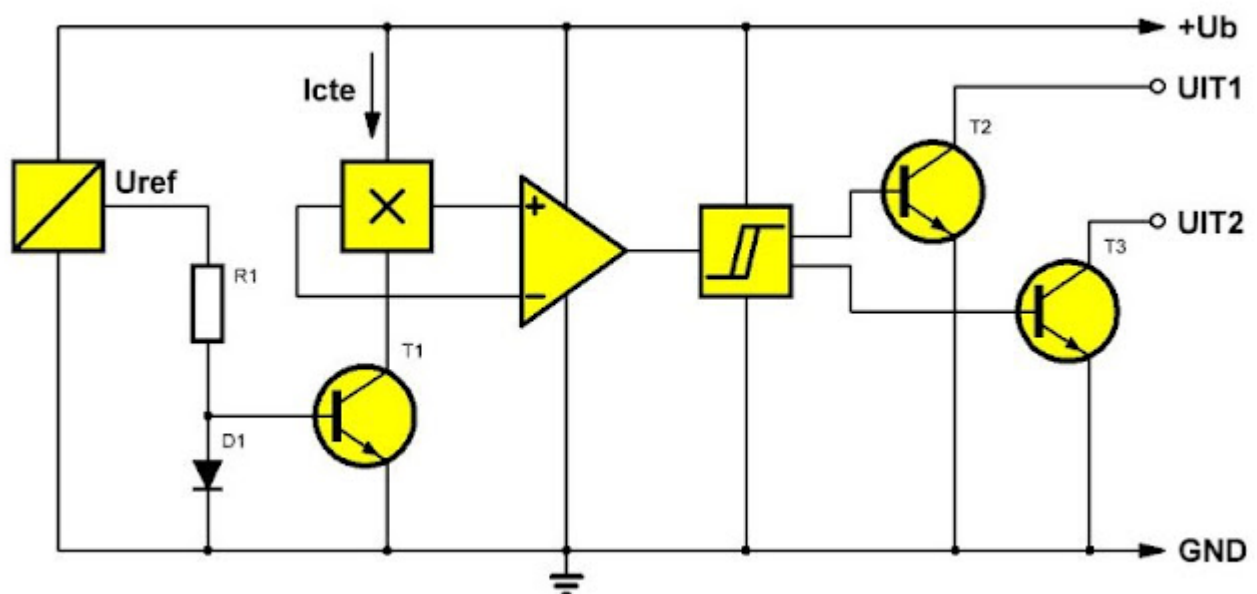 +Ub
Icte
UIT1
T2
Uref
UIT2
T3
R1
+
-
T1
D1
GND